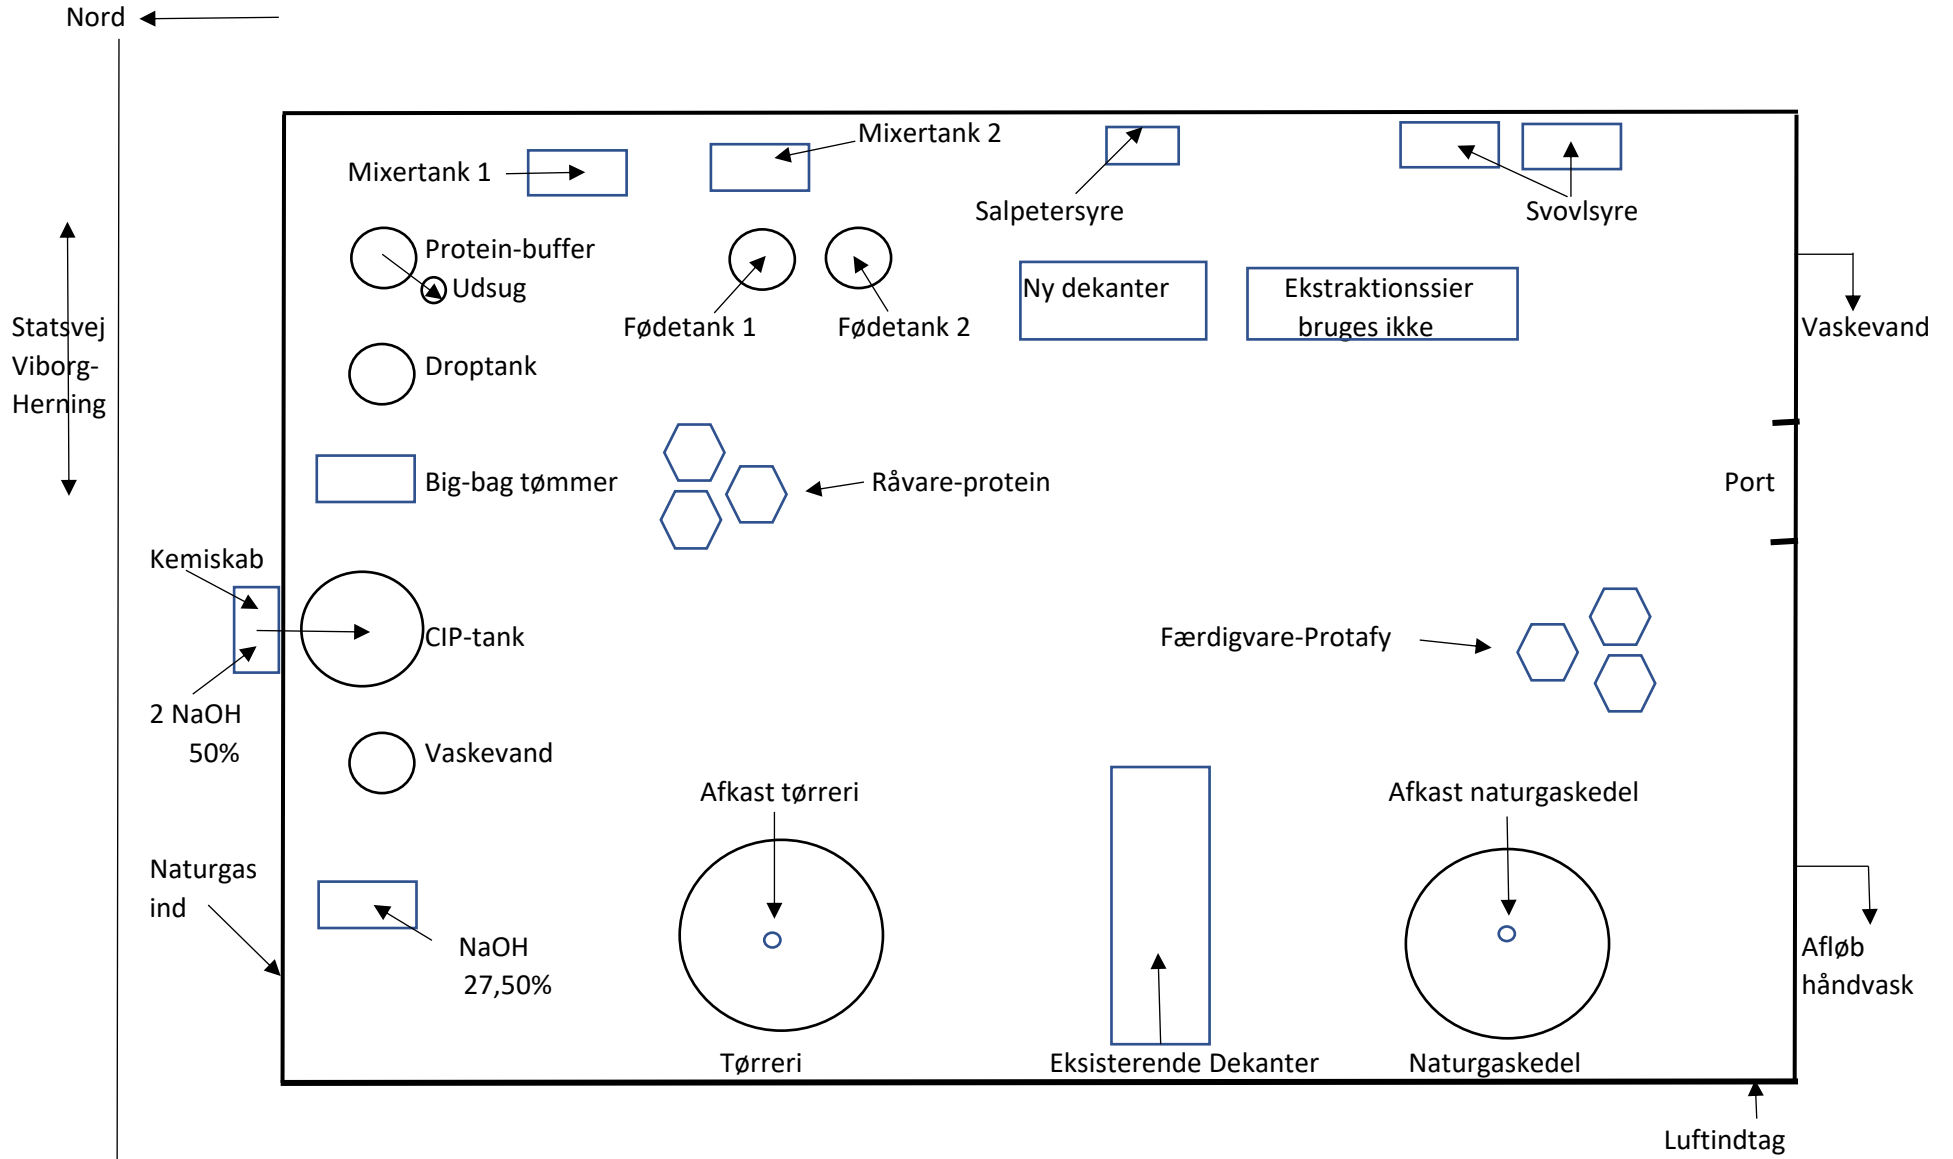 Nord
Mixertank 1
Mixertank 2
Salpetersyre
Svovlsyre
Protein-buffer
Udsug
Fødetank 1
Fødetank 2
Ny dekanter
Ekstraktionssier
bruges ikke
Statsvej
Viborg-
Herning
Vaskevand
Droptank
Big-bag tømmer
Råvare-protein
Port
Kemiskab
CIP-tank
Færdigvare-Protafy
2 NaOH
50%
Vaskevand
Afkast tørreri
Afkast naturgaskedel
Naturgas
ind
NaOH
27,50%
Afløb
håndvask
Tørreri
Eksisterende Dekanter
Naturgaskedel
Luftindtag